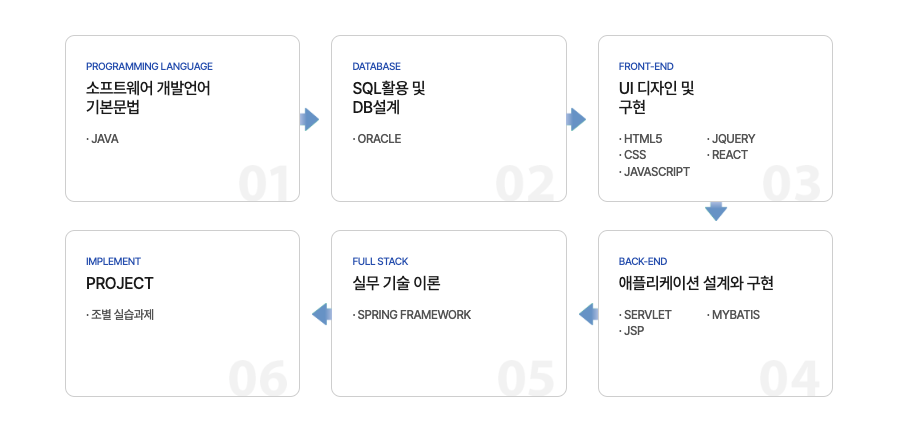 PROGRAMMING LANGUAGE
소프트웨어 개발언어
기본문법
· JAVA
01
DATABASE
SQL활용 및
DB설계
· ORACLE
02
FRONT-END
UI 디자인 및
구현
· HTML5
· CSS
· JAVASCRIPT
· JQUERY
· REACT
03
BACK-END
애플리케이션 설계와 구현
· SERVLET
· JSP
· MYBATIS
04
FULL STACK
실무 기술 이론
· SPRING FRAMEWORK
05
IMPLEMENT
PROJECT
· 조별 실습과제
06